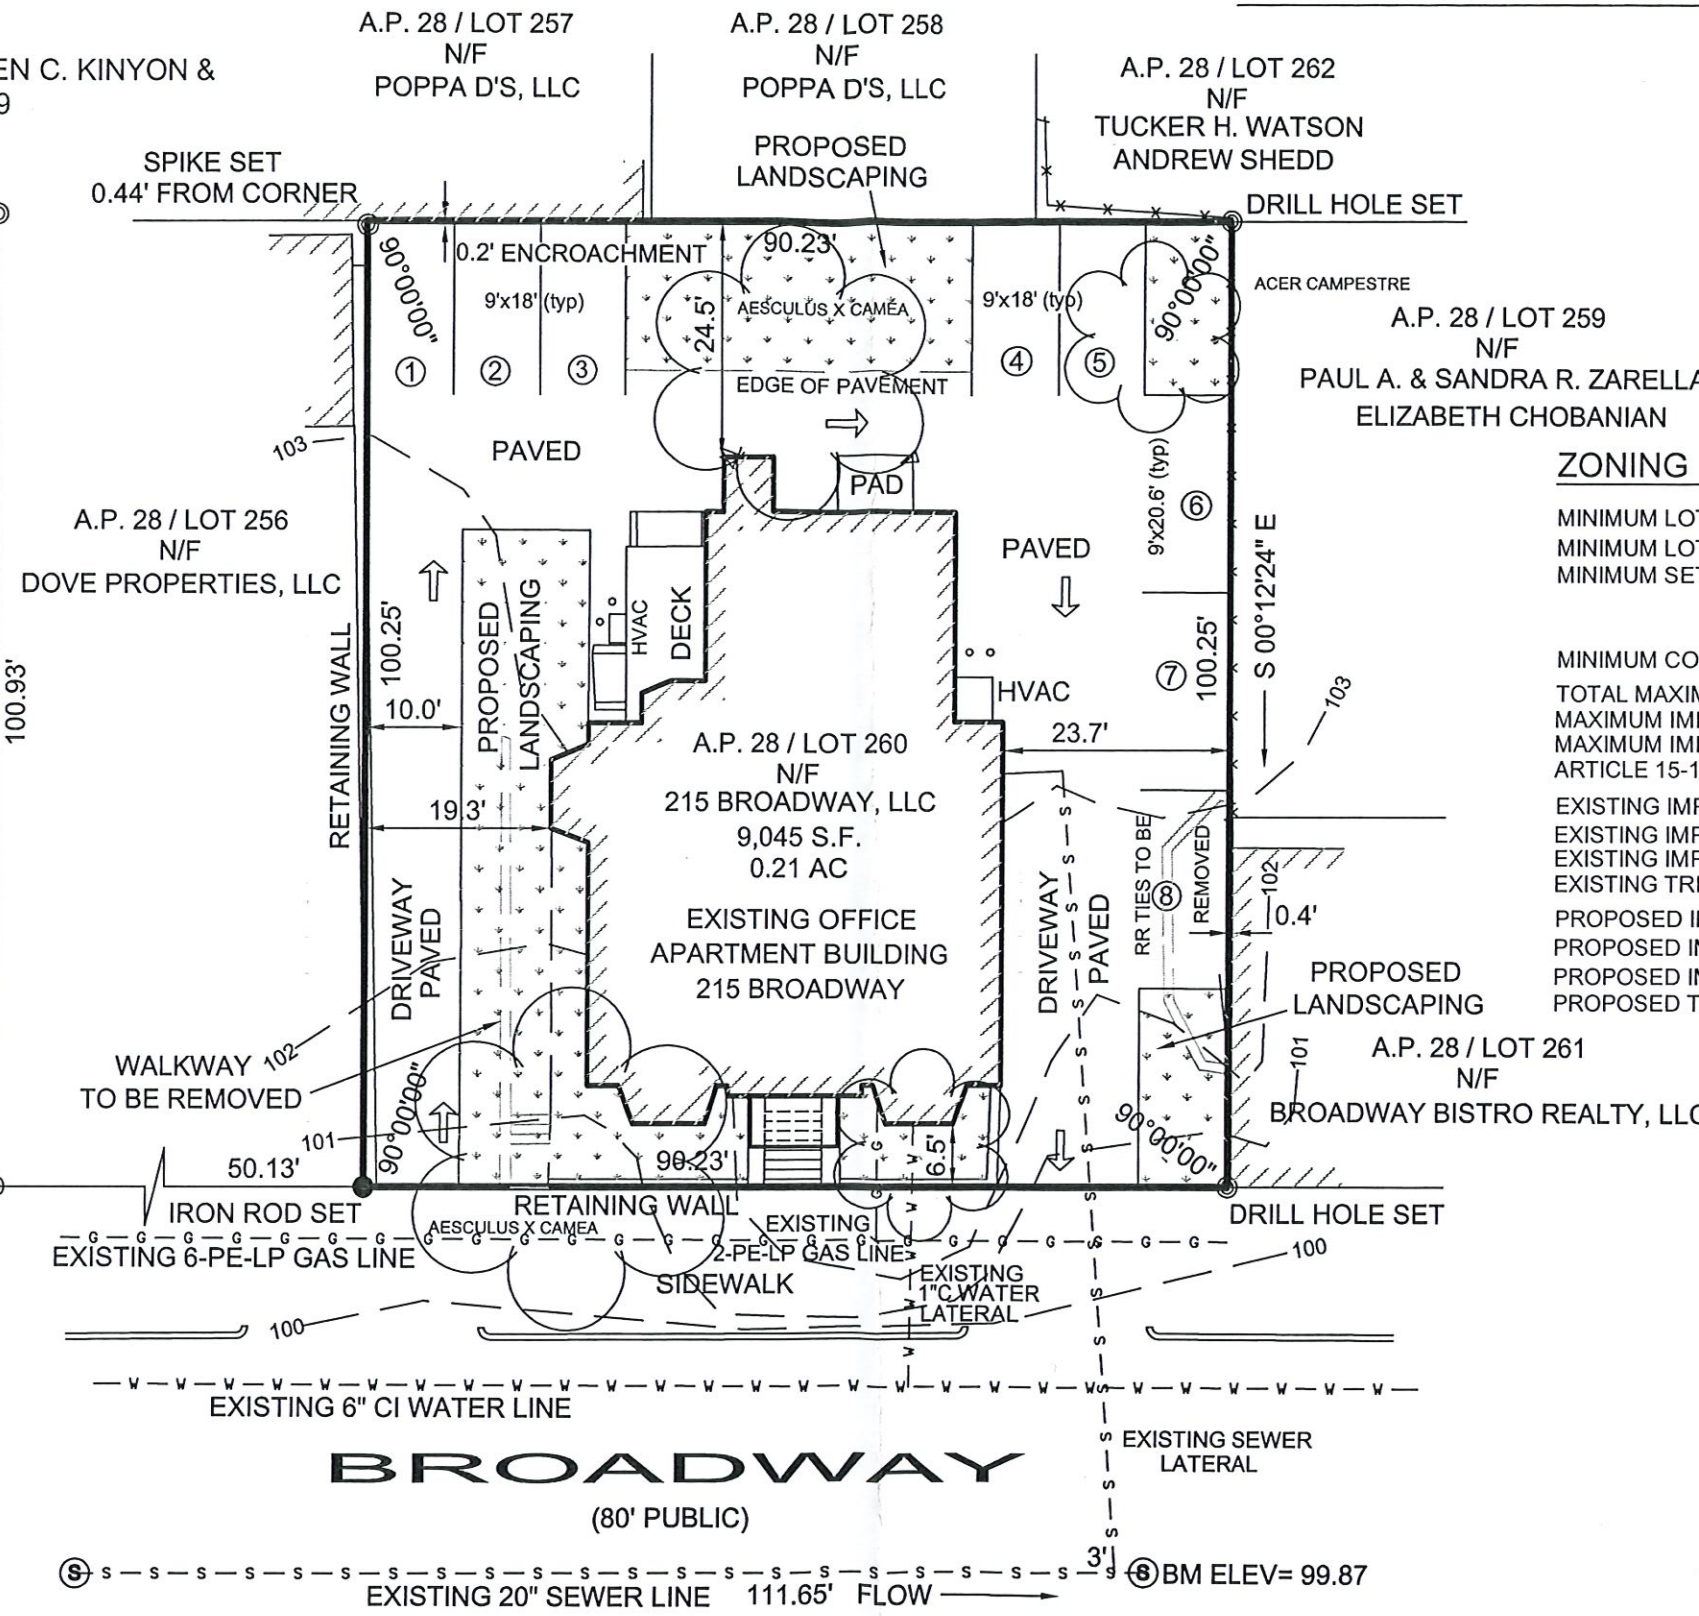 A.P. 28 / LOT 257
N/F
POPPA D'S, LLC
A.P. 28 / LOT 258
N/F
POPPA D'S, LLC
A.P. 28 / LOT 262
N/F
TUCKER H. WATSON
ANDREW SHEDD
EN C. KINYON &
9
SPIKE SET
0.44' FROM CORNER
PROPOSED
LANDSCAPING
DRILL HOLE SET
90°00'00"
0.2' ENCROACHMENT
90.23'
90°00'00"
9'x18' (typ)
24.5'
AESCULUS X CAMEA
9'x18' (typ)
ACER CAMPESTRE
1
2
3
4
5
EDGE OF PAVEMENT
A.P. 28 / LOT 259
N/F
PAUL A. & SANDRA R. ZARELLA
ELIZABETH CHOBANIAN
103
PAVED
PAD
9'x20.6' (typ)
6
ZONING
MINIMUM LOT
MINIMUM LOT
MINIMUM SET
A.P. 28 / LOT 256
N/F
DOVE PROPERTIES, LLC
PAVED
S 00°12'24" E
100.93'
RETAINING WALL
100.25'
10.0'
PROPOSED
LANDSCAPING
HVAC
DECK
HVAC
7
100.25'
103
23.7'
MINIMUM CO
TOTAL MAXIM
MAXIMUM IM
MAXIMUM IM
ARTICLE 15-1
EXISTING IMP
EXISTING IMP
EXISTING IMP
EXISTING TR
PROPOSED I
PROPOSED I
PROPOSED I
PROPOSED T
19.3'
A.P. 28 / LOT 260
N/F
215 BROADWAY, LLC
9,045 S.F.
0.21 AC
EXISTING OFFICE
APARTMENT BUILDING
215 BROADWAY
DRIVEWAY
PAVED
DRIVEWAY
PAVED
RR TIES TO BE
REMOVED
8
102
0.4'
PROPOSED
LANDSCAPING
101
A.P. 28 / LOT 261
N/F
BROADWAY BISTRO REALTY, LLC
WALKWAY
TO BE REMOVED
102
101
90°00'00"
90°00'00"
6.5'
50.13'
90.23'
IRON ROD SET
RETAINING WALL
DRILL HOLE SET
AESCULUS X CAMEA
EXISTING
2-PE-LP GAS LINE
EXISTING 6-PE-LP GAS LINE
SIDEWALK
EXISTING
1"C WATER
LATERAL
100
100
EXISTING 6" CI WATER LINE
BROADWAY
(80' PUBLIC)
EXISTING SEWER
LATERAL
3'
S
S BM ELEV= 99.87
EXISTING 20" SEWER LINE 111.65' FLOW